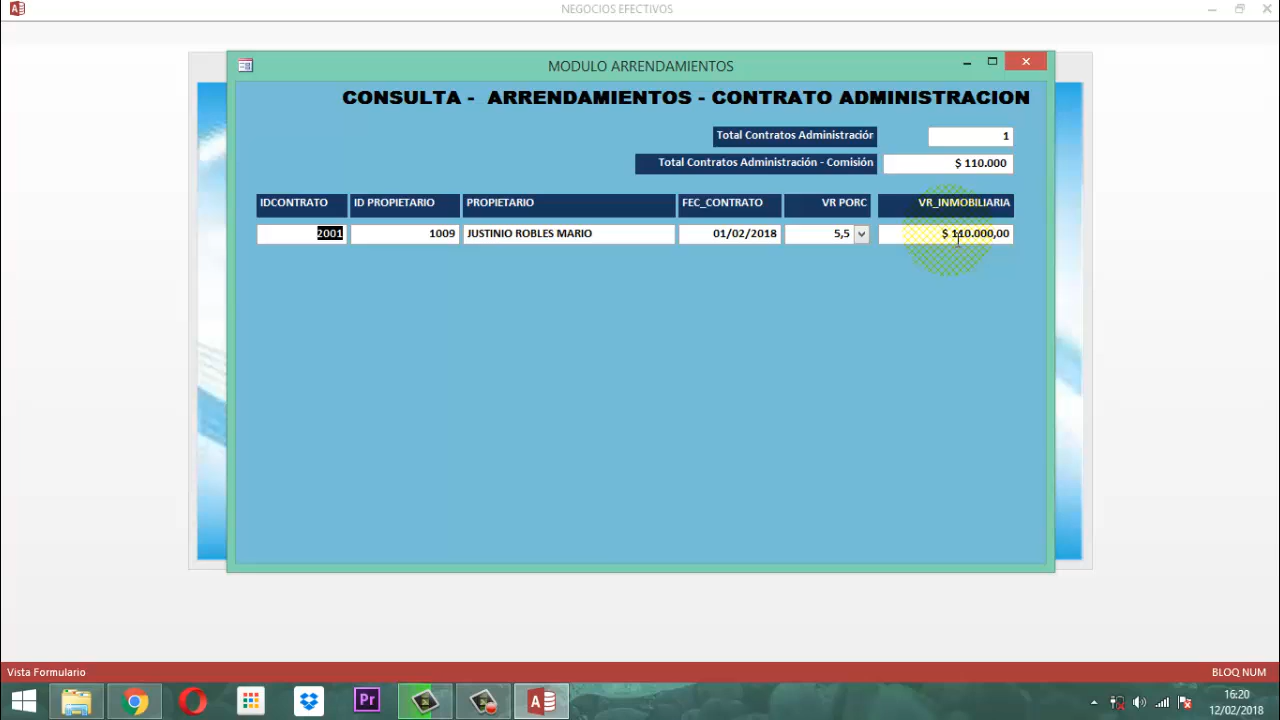 NEGOCIOS EFECTIVOS
MODULO ARRENDAMIENTOS
CONSULTA - ARRENDAMIENTOS - CONTRATO ADMINISTRACION
Total Contratos Administración 1
Total Contratos Administración - Comisión $ 110.000
IDCONTRATO ID PROPIETARIO PROPIETARIO FEC_CONTRATO VR PORC VR_INMOBILIARIA
2001 1009 JUSTINIO ROBLES MARIO 01/02/2018 5,5 $ 110.000,00
Vista Formulario BLOQ NUM
Pr
16:20
12/02/2018